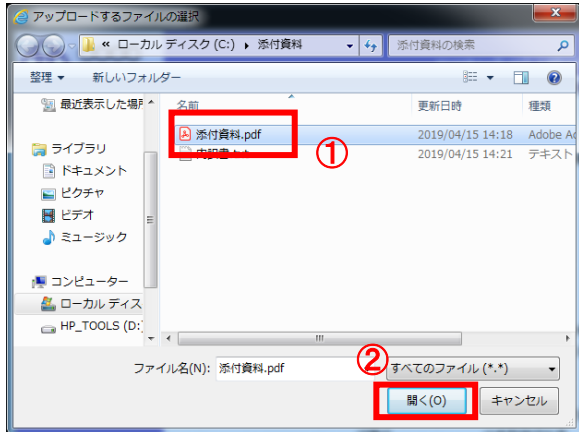 アップロードするファイルの選択
« ローカル ディスク (C:) ▸ 添付資料
添付資料の検索
整理 ▼ 新しいフォルダー
最近表示した場所
名前 更新日時 種類
添付資料.pdf 2019/04/15 14:18 Adobe Ac
2019/04/15 14:21 テキスト
①
ライブラリ
ドキュメント
ピクチャ
ビデオ
ミュージック
コンピューター
ローカル ディス
HP_TOOLS (D:)
ファイル名(N): 添付資料.pdf
②
すべてのファイル (*.*)
開く(O) キャンセル